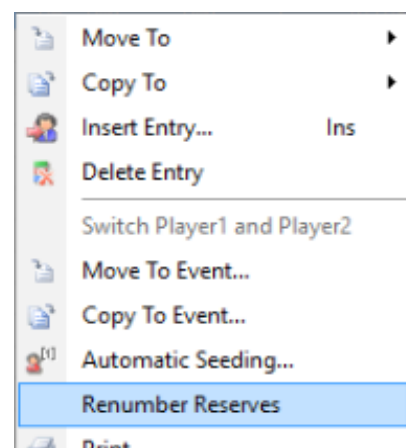 Move To
Copy To
Insert Entry... Ins
Delete Entry
Switch Player1 and Player2
Move To Event...
Copy To Event...
[1]
Automatic Seeding...
Renumber Reserves
Print